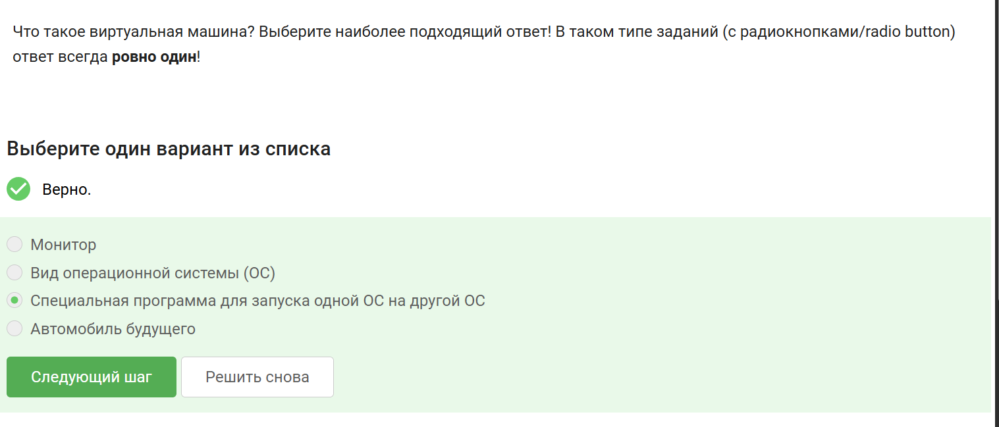 Что такое виртуальная машина? Выберите наиболее подходящий ответ! В таком типе заданий (с радиокнопками/radio button)
ответ всегда ровно один!
Выберите один вариант из списка
Верно.
Монитор
Вид операционной системы (ОС)
Специальная программа для запуска одной ОС на другой ОС
Автомобиль будущего
Следующий шаг
Решить снова